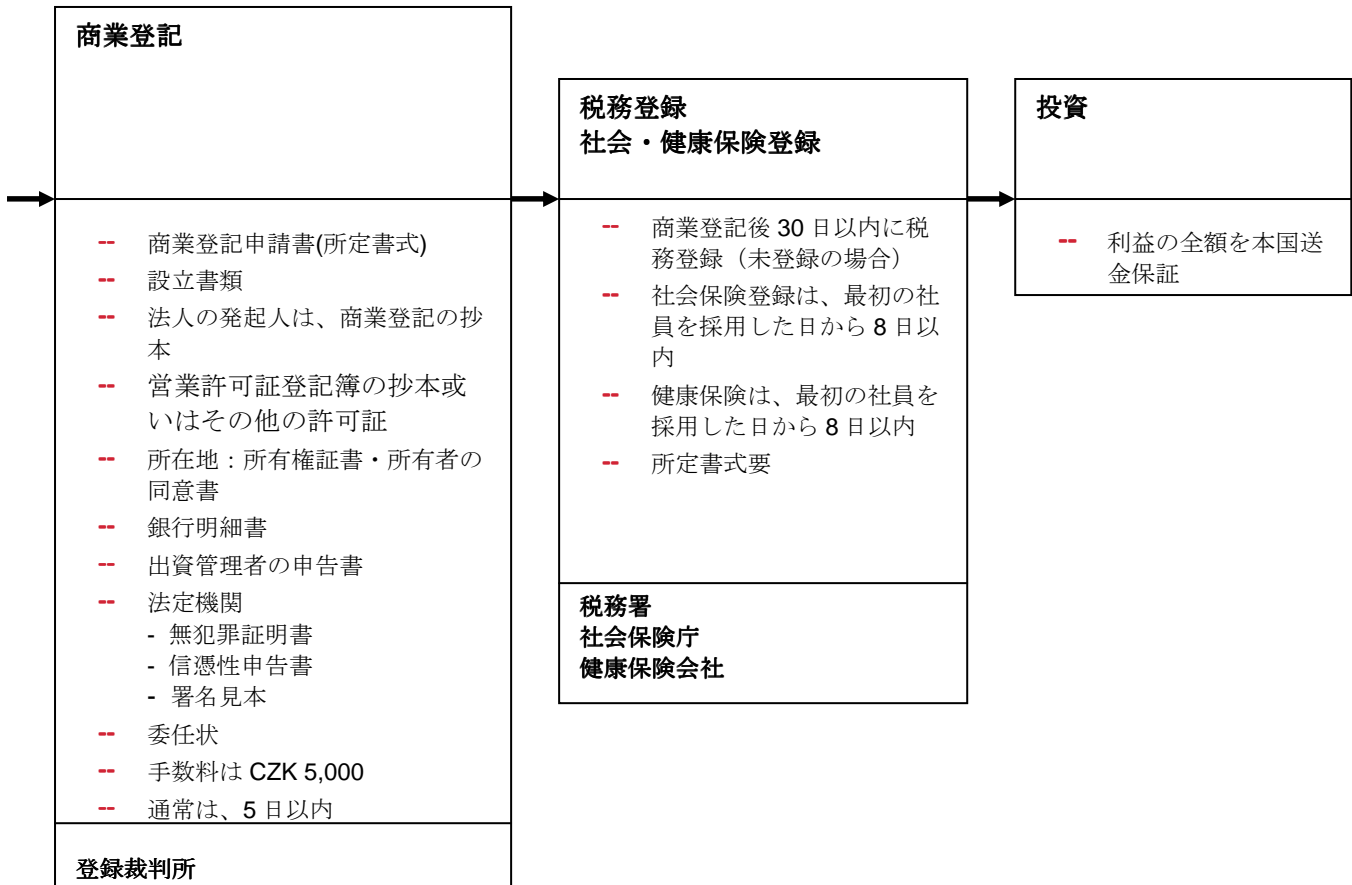 商業登記
-- 商業登記申請書(所定書式)
-- 設立書類
-- 法人の発起人は、商業登記の抄
本
-- 営業許可証登記簿の抄本或
いはその他の許可証
-- 所在地：所有権証書・所有者の
同意書
-- 銀行明細書
-- 出資管理者の申告書
-- 法定機関
- 無犯罪証明書
- 信憑性申告書
- 署名見本
-- 委任状
-- 手数料は CZK 5,000
-- 通常は、5 日以内
登録裁判所
税務登録
社会・健康保険登録
-- 商業登記後 30 日以内に税
務登録（未登録の場合）
-- 社会保険登録は、最初の社
員を採用した日から 8 日以
内
-- 健康保険は、最初の社員を
採用した日から 8 日以内
-- 所定書式要
税務署
社会保険庁
健康保険会社
投資
-- 利益の全額を本国送
金保証